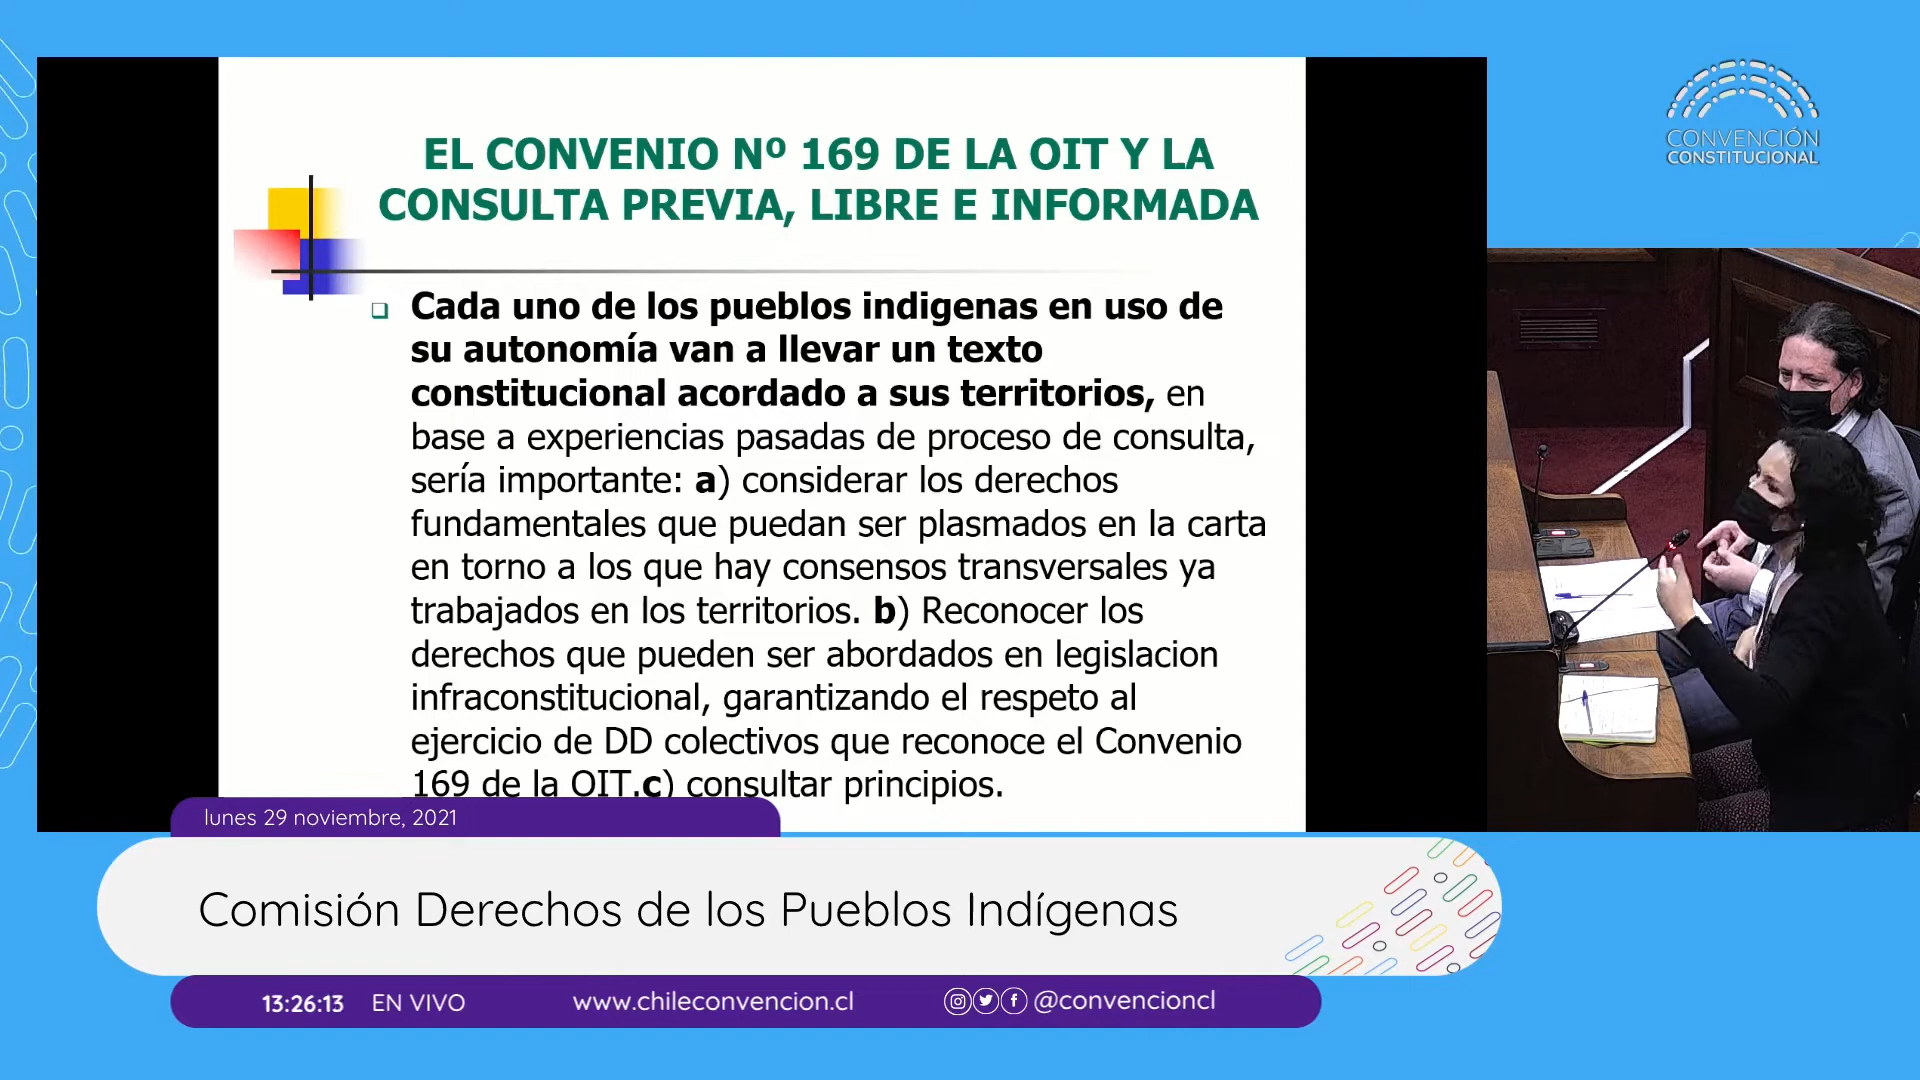 CONVENCIÓN
CONSTITUCIONAL
EL CONVENIO Nº 169 DE LA OIT Y LA
CONSULTA PREVIA, LIBRE E INFORMADA
Cada uno de los pueblos indigenas en uso de
su autonomía van a llevar un texto
constitucional acordado a sus territorios, en
base a experiencias pasadas de proceso de consulta,
sería importante: a) considerar los derechos
fundamentales que puedan ser plasmados en la carta
en torno a los que hay consensos transversales ya
trabajados en los territorios. b) Reconocer los
derechos que pueden ser abordados en legislacion
infraconstitucional, garantizando el respeto al
ejercicio de DD colectivos que reconoce el Convenio
169 de la OIT.c) consultar principios.
lunes 29 noviembre, 2021
Comisión Derechos de los Pueblos Indígenas
13:26:13 EN VIVO www.chileconvencion.cl @convencioncl